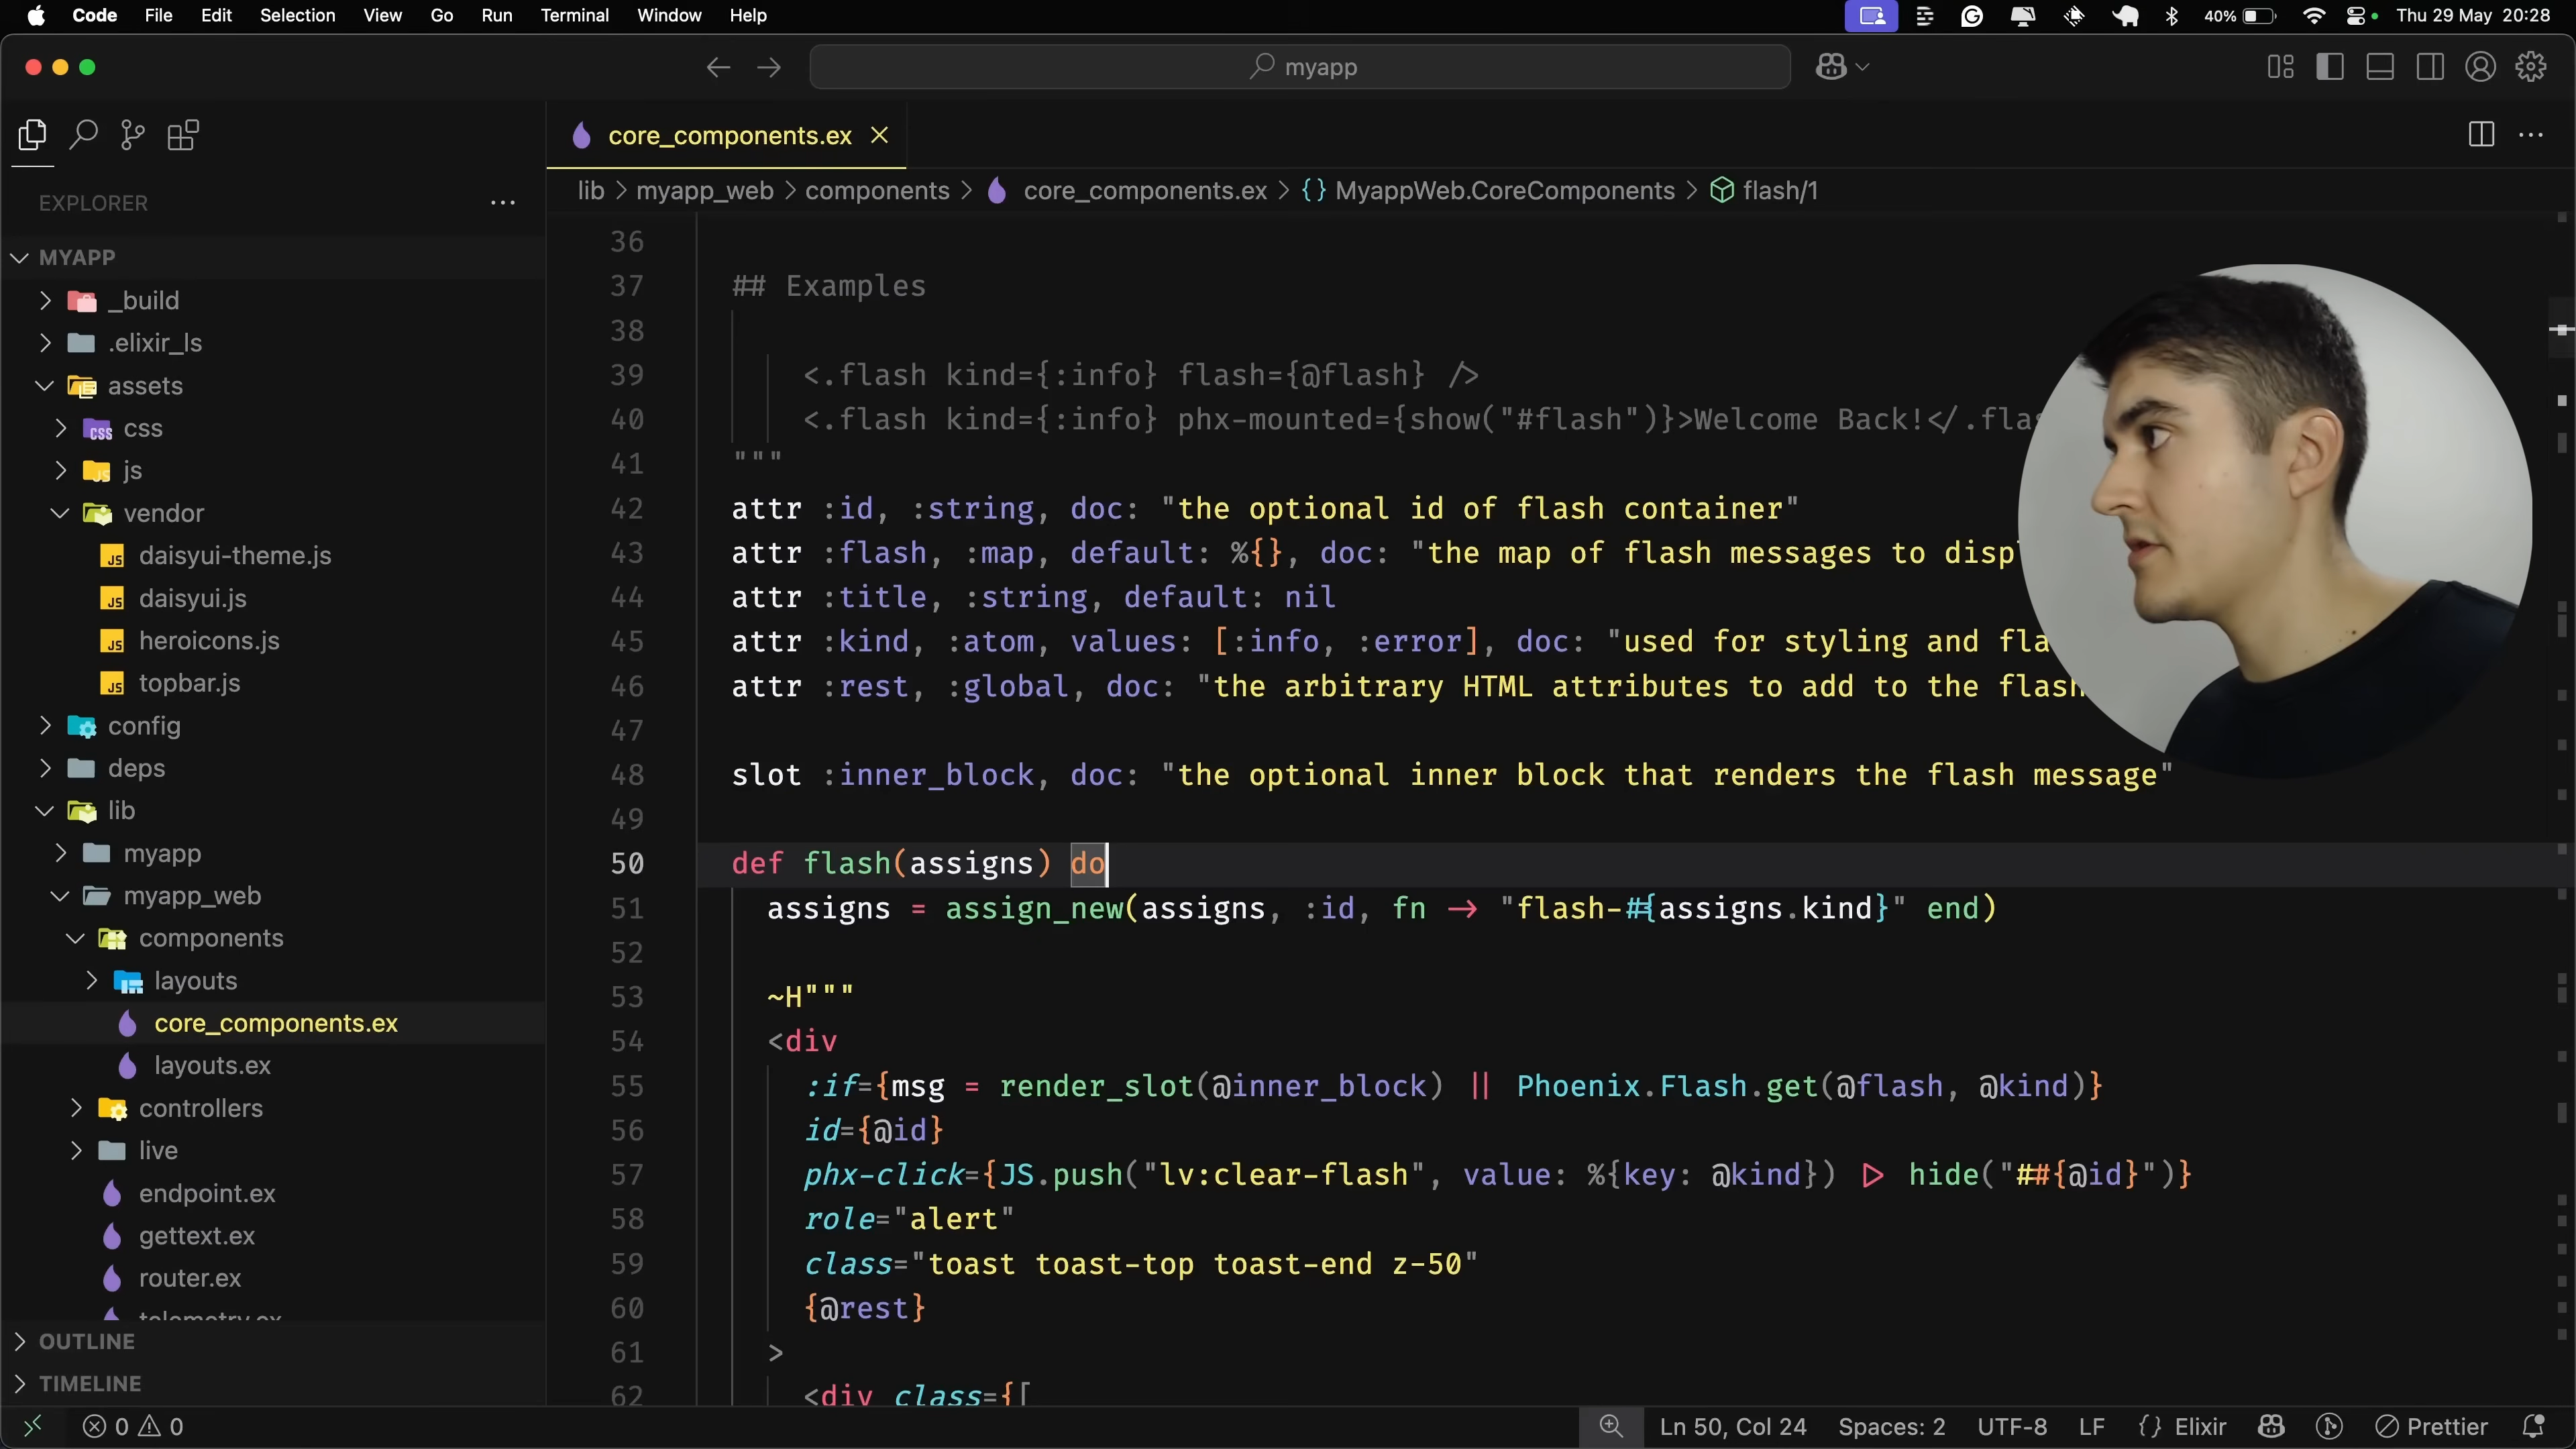 Code File Edit Selection View Go Run Terminal Window Help 40% Thu 29 May 20:28
myapp
core_components.ex
EXPLORER
lib > myapp_web > components > core_components.ex > {} MyappWeb.CoreComponents > flash/1
MYAPP
_build
.elixir_ls
assets
css
js
vendor
daisyui-theme.js
daisyui.js
heroicons.js
topbar.js
config
deps
lib
myapp
myapp_web
components
layouts
core_components.ex
layouts.ex
controllers
live
endpoint.ex
gettext.ex
router.ex
telemetry.ex
OUTLINE
TIMELINE
36
37 ## Examples
38
39 <.flash kind={:info} flash={@flash} />
40 <.flash kind={:info} phx-mounted={show("#flash")}>Welcome Back!</.flas
41 """
42 attr :id, :string, doc: "the optional id of flash container"
43 attr :flash, :map, default: %{}, doc: "the map of flash messages to disp
44 attr :title, :string, default: nil
45 attr :kind, :atom, values: [:info, :error], doc: "used for styling and fla
46 attr :rest, :global, doc: "the arbitrary HTML attributes to add to the flash
47
48 slot :inner_block, doc: "the optional inner block that renders the flash message"
49
50 def flash(assigns) do
51 assigns = assign_new(assigns, :id, fn -> "flash-#{assigns.kind}" end)
52
53 ~H"""
54 <div
55 :if={msg = render_slot(@inner_block) || Phoenix.Flash.get(@flash, @kind)}
56 id={@id}
57 phx-click={JS.push("lv:clear-flash", value: %{key: @kind}) |> hide("##{@id}")}
58 role="alert"
59 class="toast toast-top toast-end z-50"
60 {@rest}
61 >
62 <div class={[
0 0 Ln 50, Col 24 Spaces: 2 UTF-8 LF {} Elixir Prettier